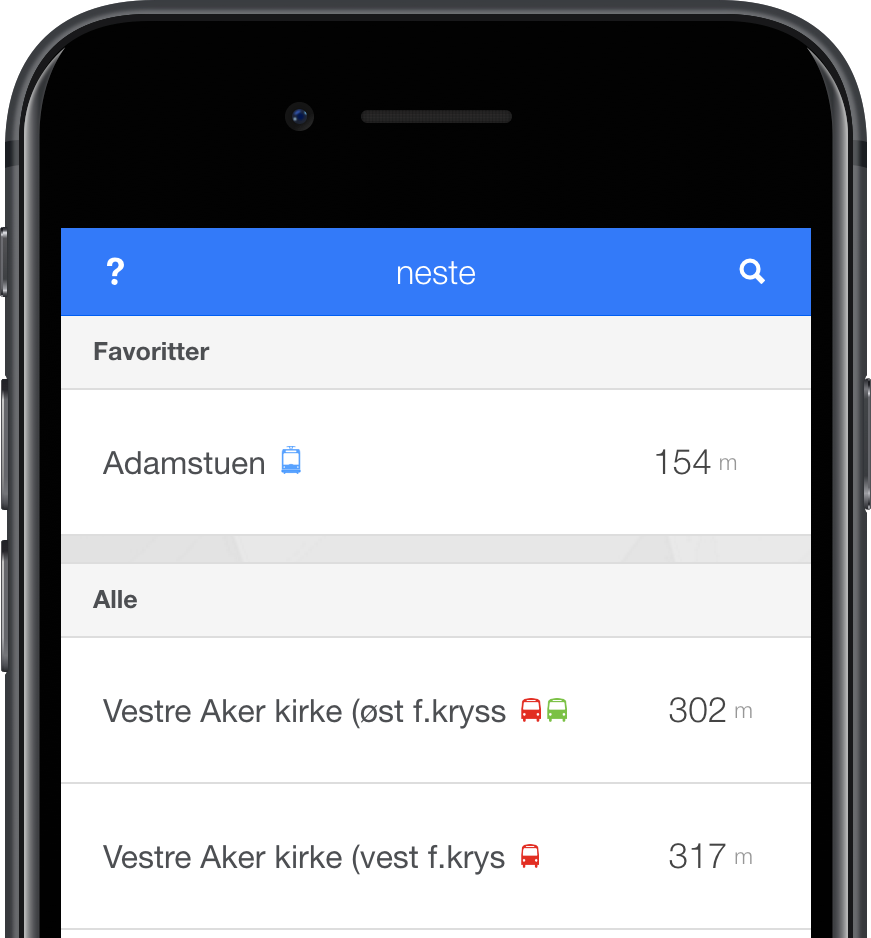 ?
neste
Favoritter
Adamstuen 154 m
Alle
Vestre Aker kirke (øst f.kryss 302 m
Vestre Aker kirke (vest f.krys 317 m